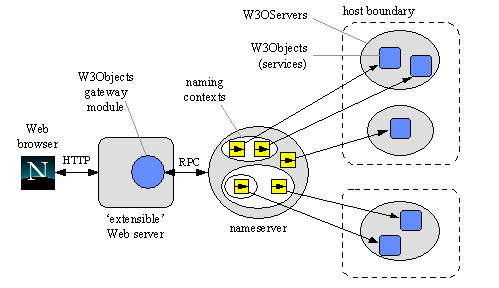 W3OServers
host boundary
W3Objects
(services)
W3Objects
gateway
module
naming
contexts
Web
browser
HTTP
RPC
N
'extensible'
Web server
nameserver